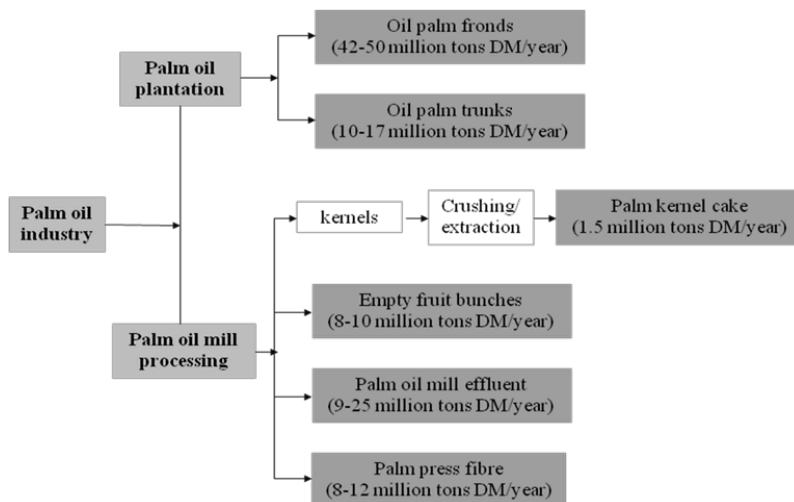 Oil palm fronds
(42-50 million tons DM/year)
Palm oil
plantation
Oil palm trunks
(10-17 million tons DM/year)
Palm oil
industry
kernels
Crushing/
extraction
Palm kernel cake
(1.5 million tons DM/year)
Empty fruit bunches
(8-10 million tons DM/year)
Palm oil mill
processing
Palm oil mill effluent
(9-25 million tons DM/year)
Palm press fibre
(8-12 million tons DM/year)